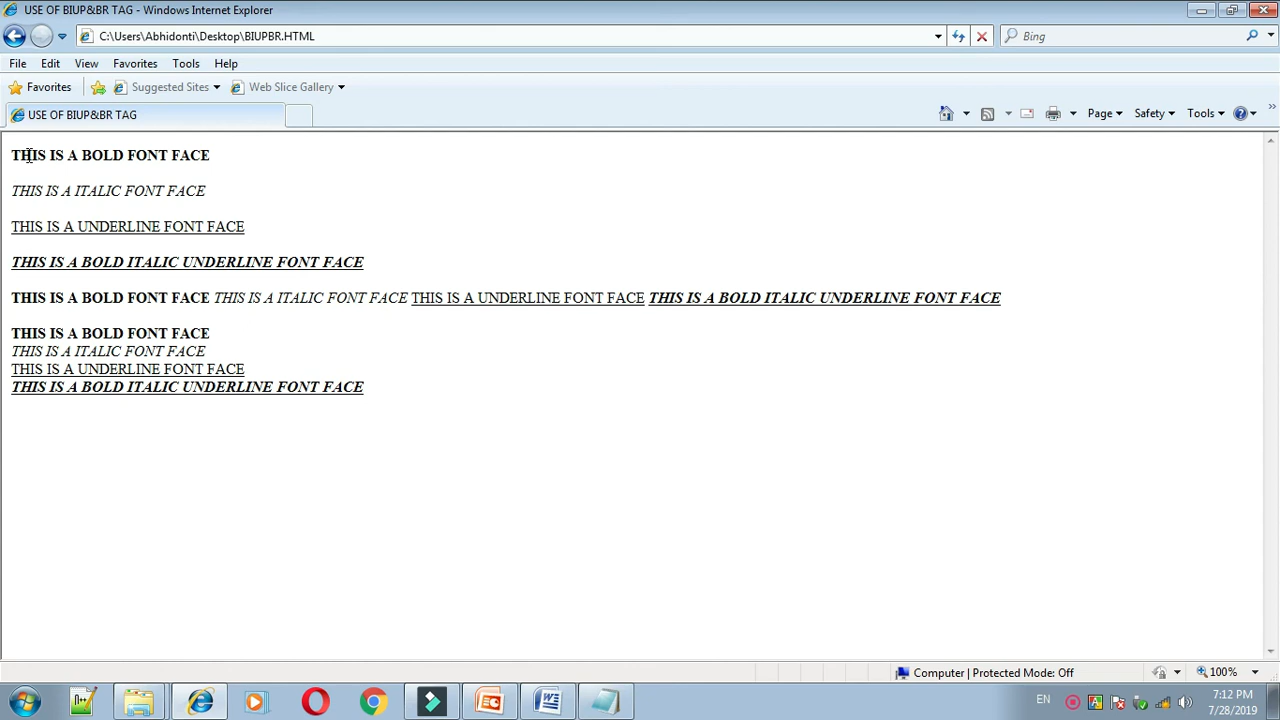 USE OF BIUP&BR TAG - Windows Internet Explorer
C:\Users\Abhidonti\Desktop\BIUPBR.HTML
Bing
File Edit View Favorites Tools Help
Favorites Suggested Sites Web Slice Gallery
USE OF BIUP&BR TAG
Page Safety Tools
THIS IS A BOLD FONT FACE
THIS IS A ITALIC FONT FACE
THIS IS A UNDERLINE FONT FACE
THIS IS A BOLD ITALIC UNDERLINE FONT FACE
THIS IS A BOLD FONT FACE THIS IS A ITALIC FONT FACE THIS IS A UNDERLINE FONT FACE THIS IS A BOLD ITALIC UNDERLINE FONT FACE
THIS IS A BOLD FONT FACE
THIS IS A ITALIC FONT FACE
THIS IS A UNDERLINE FONT FACE
THIS IS A BOLD ITALIC UNDERLINE FONT FACE
Computer | Protected Mode: Off
100%
EN
7:12 PM
7/28/2019